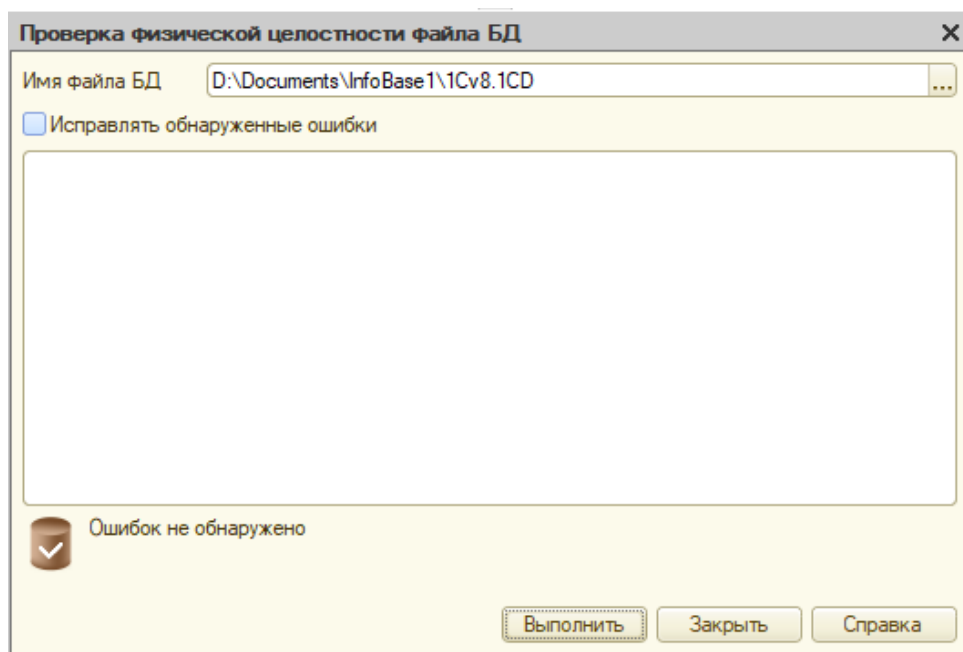 Проверка физической целостности файла БД
Имя файла БД D:\Documents\InfoBase1\1Cv8.1CD ...
Исправлять обнаруженные ошибки
Ошибок не обнаружено
Выполнить Закрыть Справка